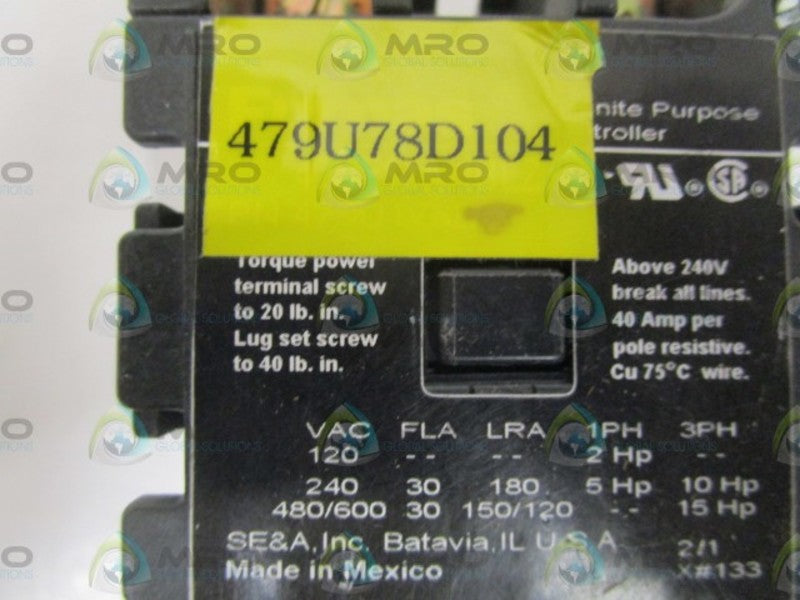 MRO
GLOBAL SOLUTIONS
479U78D104
nite Purpose
troller
Torque power
terminal screw
to 20 lb. in.
Lug set screw
to 40 lb. in.
Above 240V
break all lines.
40 Amp per
pole resistive.
Cu 75°C wire.
VAC FLA LRA 1PH 3PH
120 -- -- 2 Hp --
240 30 180 5 Hp 10 Hp
480/600 30 150/120 -- 15 Hp
SE&A, Inc. Batavia, IL U S A
2/1
Made in Mexico
X#133